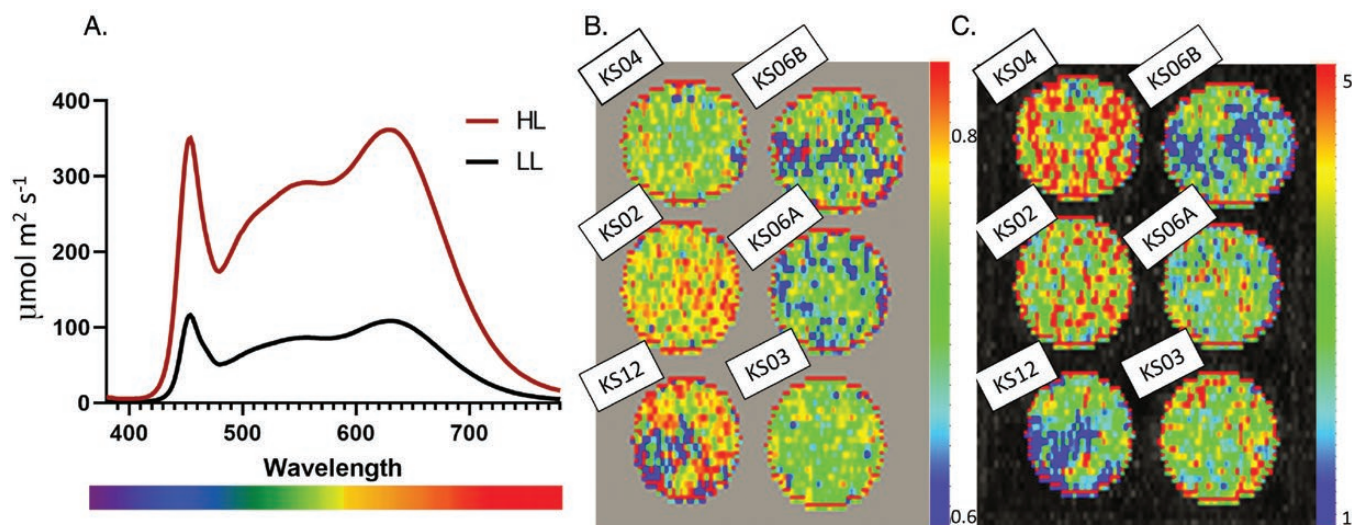 A.
400
300
200
100
0
µmol m² s⁻¹
HL
LL
400
500
600
700
Wavelength
B.
KS04
KS06B
KS02
KS06A
KS12
KS03
0.8
0.6
C.
KS04
KS06B
KS02
KS06A
KS12
KS03
5
1